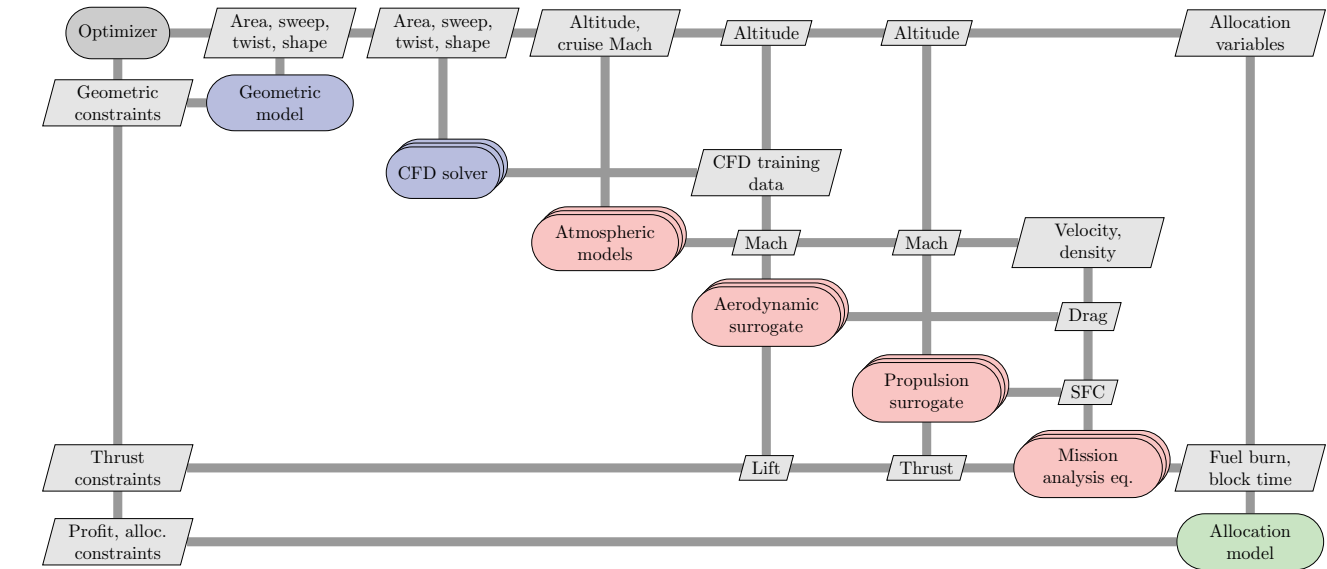 Optimizer
Area, sweep,
twist, shape
Area, sweep,
twist, shape
Altitude,
cruise Mach
Altitude
Altitude
Allocation
variables
Geometric
constraints
Geometric
model
CFD solver
CFD training
data
Atmospheric
models
Mach
Mach
Velocity,
density
Aerodynamic
surrogate
Drag
Propulsion
surrogate
SFC
Thrust
constraints
Lift
Thrust
Mission
analysis eq.
Fuel burn,
block time
Profit, alloc.
constraints
Allocation
model